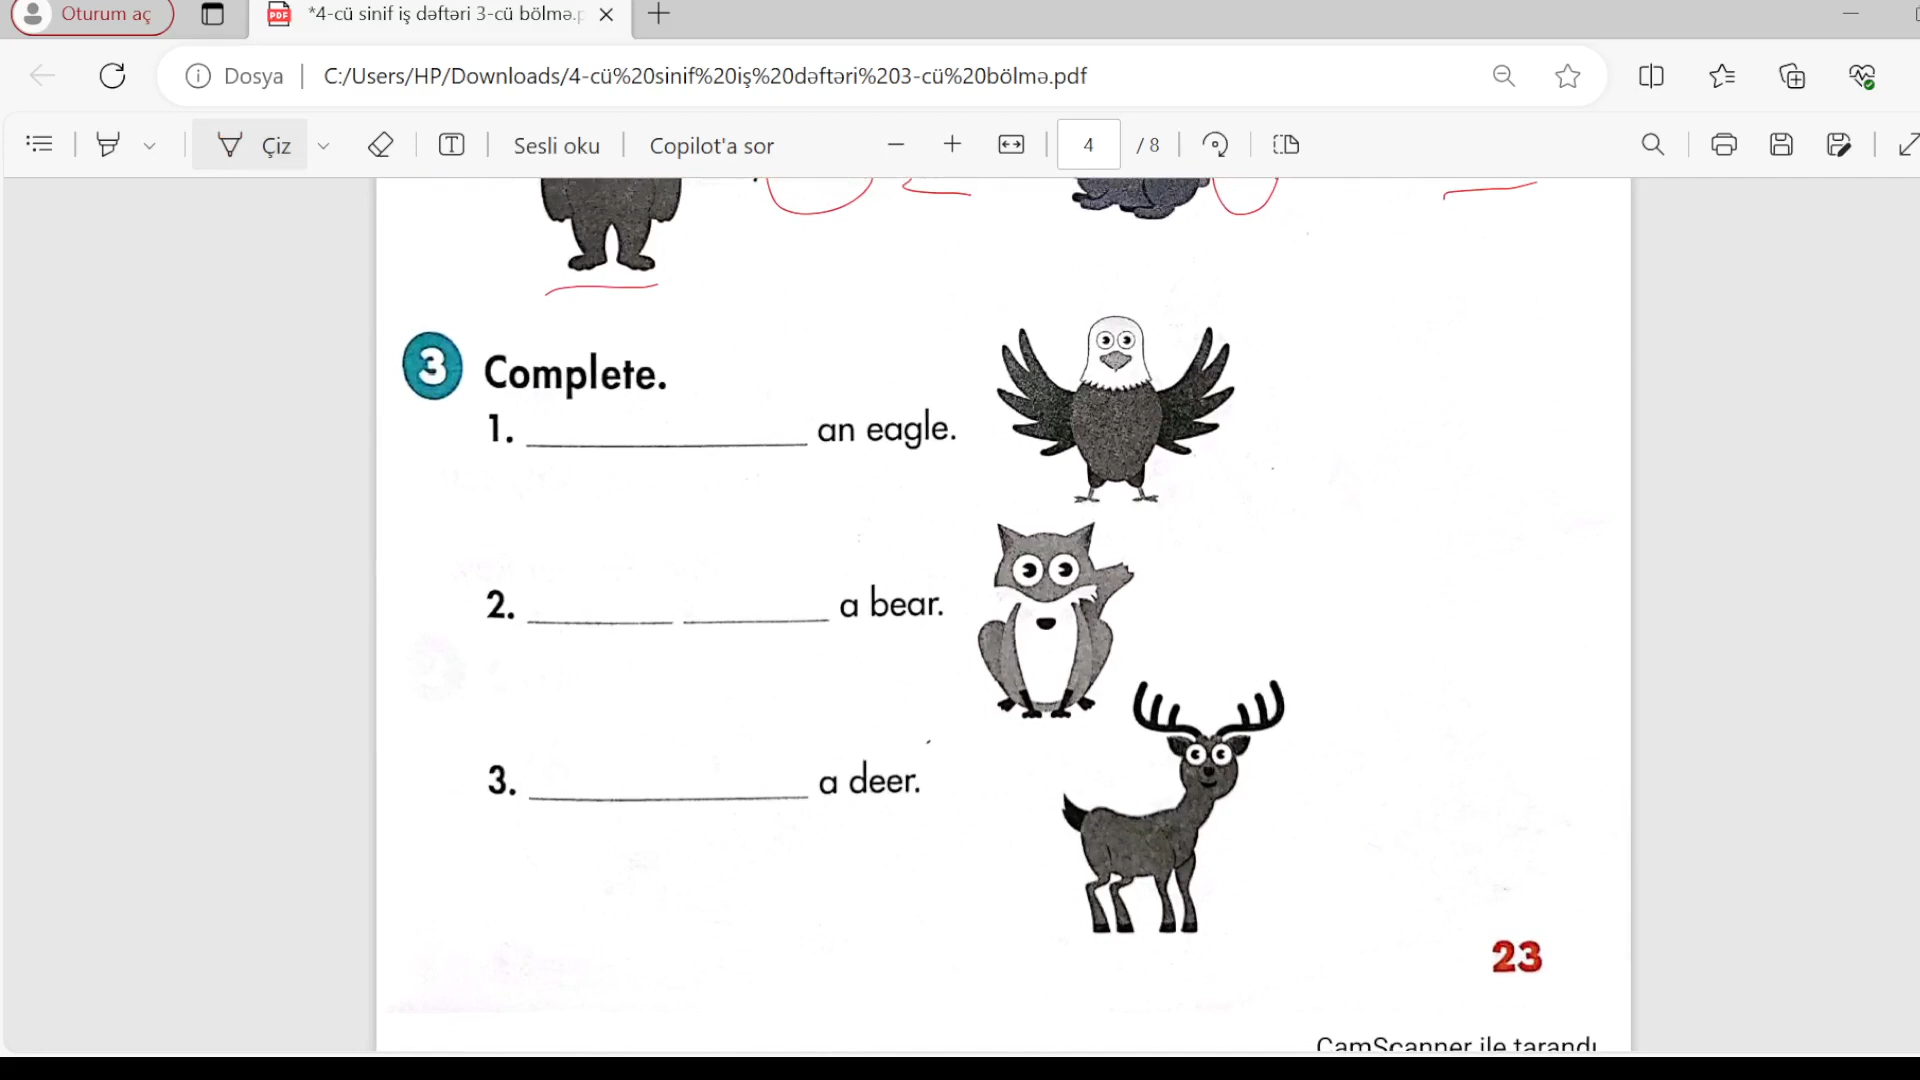 Oturum aç
*4-cü sinif iş dəftəri 3-cü bölmə.p
Dosya
C:/Users/HP/Downloads/4-cü%20sinif%20iş%20dəftəri%203-cü%20bölmə.pdf
Çiz
Sesli oku
Copilot'a sor
4
/ 8
3 Complete.
1. ____________ an eagle.
2. ______ ______ a bear.
3. ____________ a deer.
23
CamScanner ile tarandı